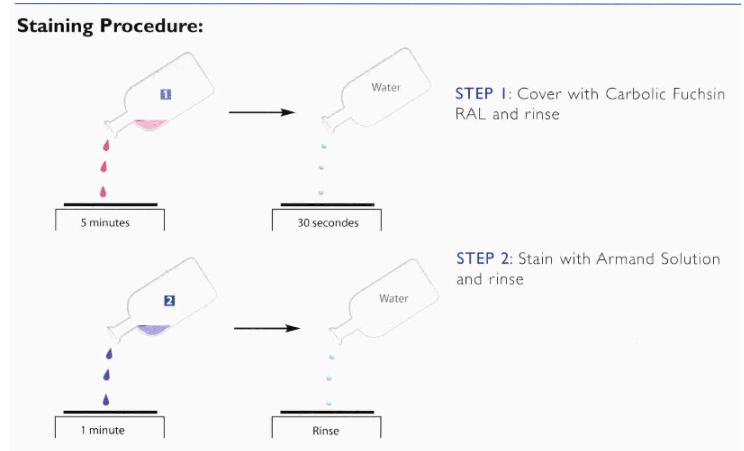 Staining Procedure:
1
Water
STEP 1: Cover with Carbolic Fuchsin
RAL and rinse
5 minutes
30 secondes
STEP 2: Stain with Armand Solution
and rinse
2
Water
1 minute
Rinse